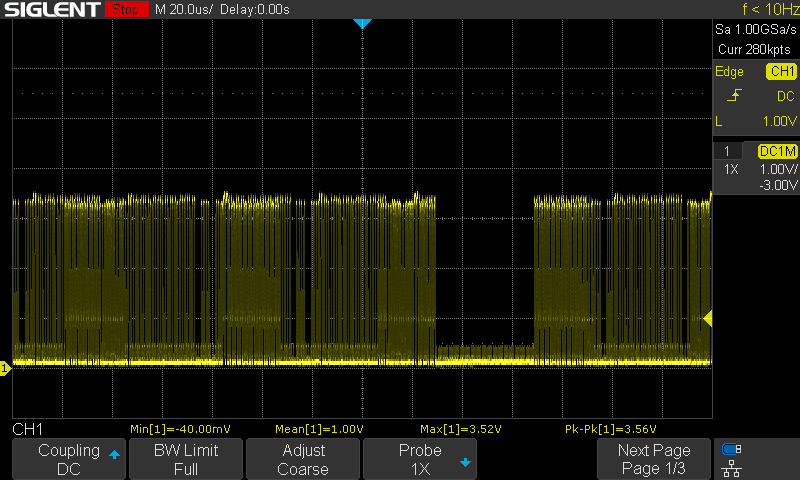 SIGLENT Stop M 20.0us/ Delay:0.00s f < 10Hz
Sa 1.00GSa/s
Curr 280kpts
Edge CH1
DC
L 1.00V
1 DC1M
1X 1.00V/
-3.00V
1
CH1 Min[1]=-40.00mV Mean[1]=1.00V Max[1]=3.52V Pk-Pk[1]=3.56V
Coupling BW Limit Adjust Probe Next Page
DC Full Coarse 1X Page 1/3